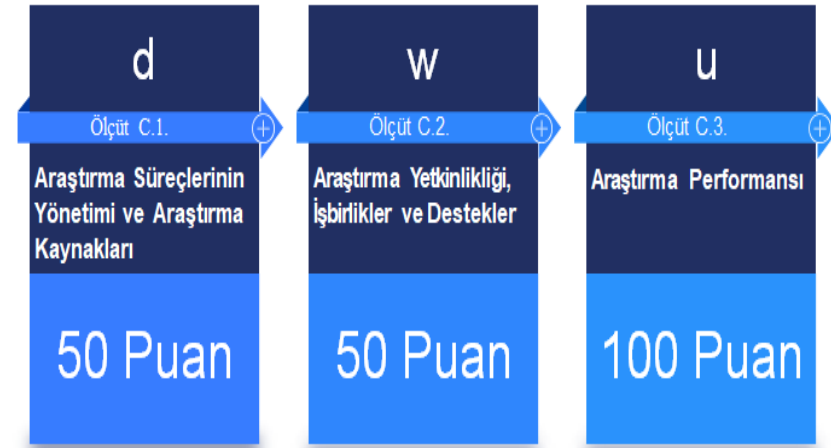 d
Ölçüt C.1.
Araştırma Süreçlerinin
Yönetimi ve Araştırma
Kaynakları
50 Puan
w
Ölçüt C.2.
Araştırma Yetkinlikliği,
İşbirlikler ve Destekler
50 Puan
u
Ölçüt C.3.
Araştırma Performansı
100 Puan